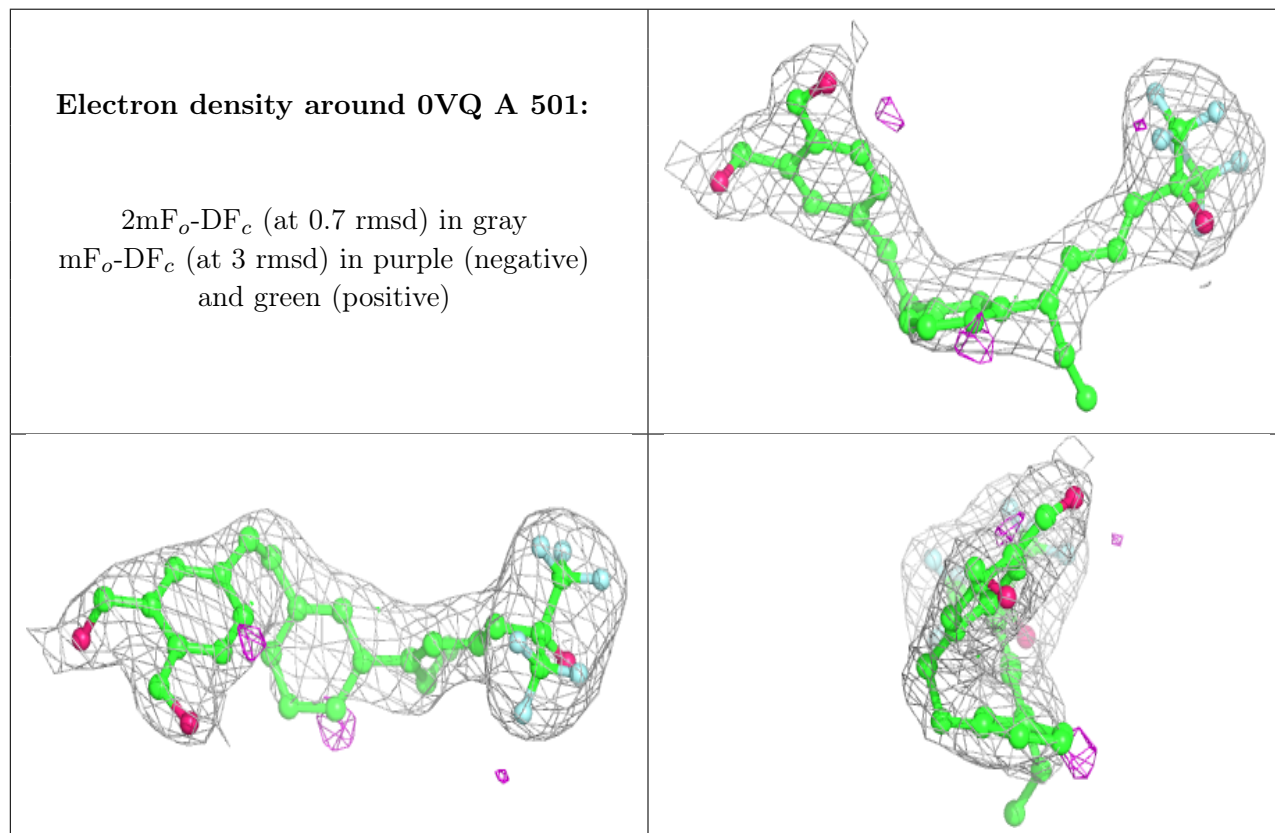 Electron density around 0VQ A 501:
2mFo-DFc (at 0.7 rmsd) in gray
mFo-DFc (at 3 rmsd) in purple (negative)
and green (positive)